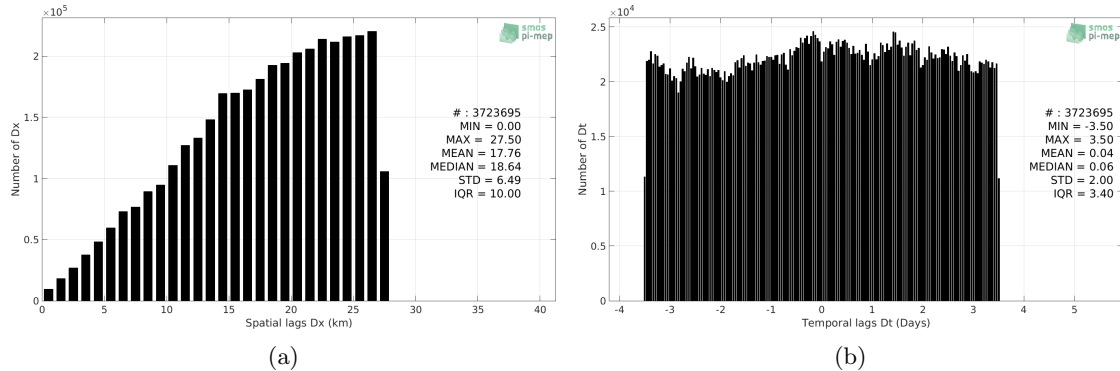 ×10⁵
2
1.5
1
0.5
0
Number of Dx
0 5 10 15 20 25 30 35 40
Spatial lags Dx (km)
smos
pi-mep
# : 3723695
MIN = 0.00
MAX = 27.50
MEAN = 17.76
MEDIAN = 18.64
STD = 6.49
IQR = 10.00
(a)
×10⁴
2.5
2
1.5
1
0.5
0
Number of Dt
-4 -3 -2 -1 0 1 2 3 4 5
Temporal lags Dt (Days)
smos
pi-mep
# : 3723695
MIN = -3.50
MAX = 3.50
MEAN = 0.04
MEDIAN = 0.06
STD = 2.00
IQR = 3.40
(b)